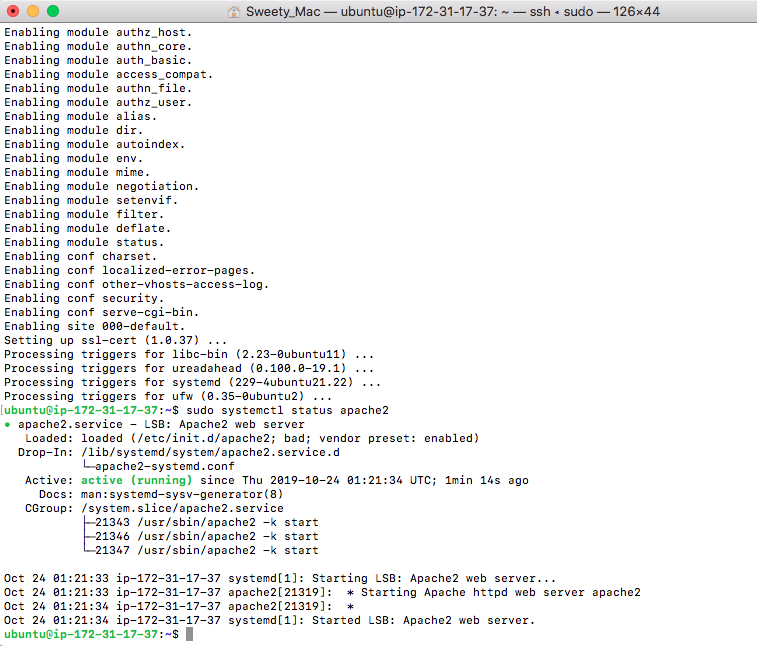 Sweety_Mac — ubuntu@ip-172-31-17-37: ~ — ssh ◂ sudo — 126×44
Enabling module authz_host.
Enabling module authn_core.
Enabling module auth_basic.
Enabling module access_compat.
Enabling module authn_file.
Enabling module authz_user.
Enabling module alias.
Enabling module dir.
Enabling module autoindex.
Enabling module env.
Enabling module mime.
Enabling module negotiation.
Enabling module setenvif.
Enabling module filter.
Enabling module deflate.
Enabling module status.
Enabling conf charset.
Enabling conf localized-error-pages.
Enabling conf other-vhosts-access-log.
Enabling conf security.
Enabling conf serve-cgi-bin.
Enabling site 000-default.
Setting up ssl-cert (1.0.37) ...
Processing triggers for libc-bin (2.23-0ubuntu11) ...
Processing triggers for ureadahead (0.100.0-19.1) ...
Processing triggers for systemd (229-4ubuntu21.22) ...
Processing triggers for ufw (0.35-0ubuntu2) ...
[ubuntu@ip-172-31-17-37:~$ sudo systemctl status apache2
● apache2.service - LSB: Apache2 web server
   Loaded: loaded (/etc/init.d/apache2; bad; vendor preset: enabled)
  Drop-In: /lib/systemd/system/apache2.service.d
           └─apache2-systemd.conf
   Active: active (running) since Thu 2019-10-24 01:21:34 UTC; 1min 14s ago
     Docs: man:systemd-sysv-generator(8)
   CGroup: /system.slice/apache2.service
           ├─21343 /usr/sbin/apache2 -k start
           ├─21346 /usr/sbin/apache2 -k start
           └─21347 /usr/sbin/apache2 -k start
Oct 24 01:21:33 ip-172-31-17-37 systemd[1]: Starting LSB: Apache2 web server...
Oct 24 01:21:33 ip-172-31-17-37 apache2[21319]:  * Starting Apache httpd web server apache2
Oct 24 01:21:34 ip-172-31-17-37 apache2[21319]:  *
Oct 24 01:21:34 ip-172-31-17-37 systemd[1]: Started LSB: Apache2 web server.
ubuntu@ip-172-31-17-37:~$